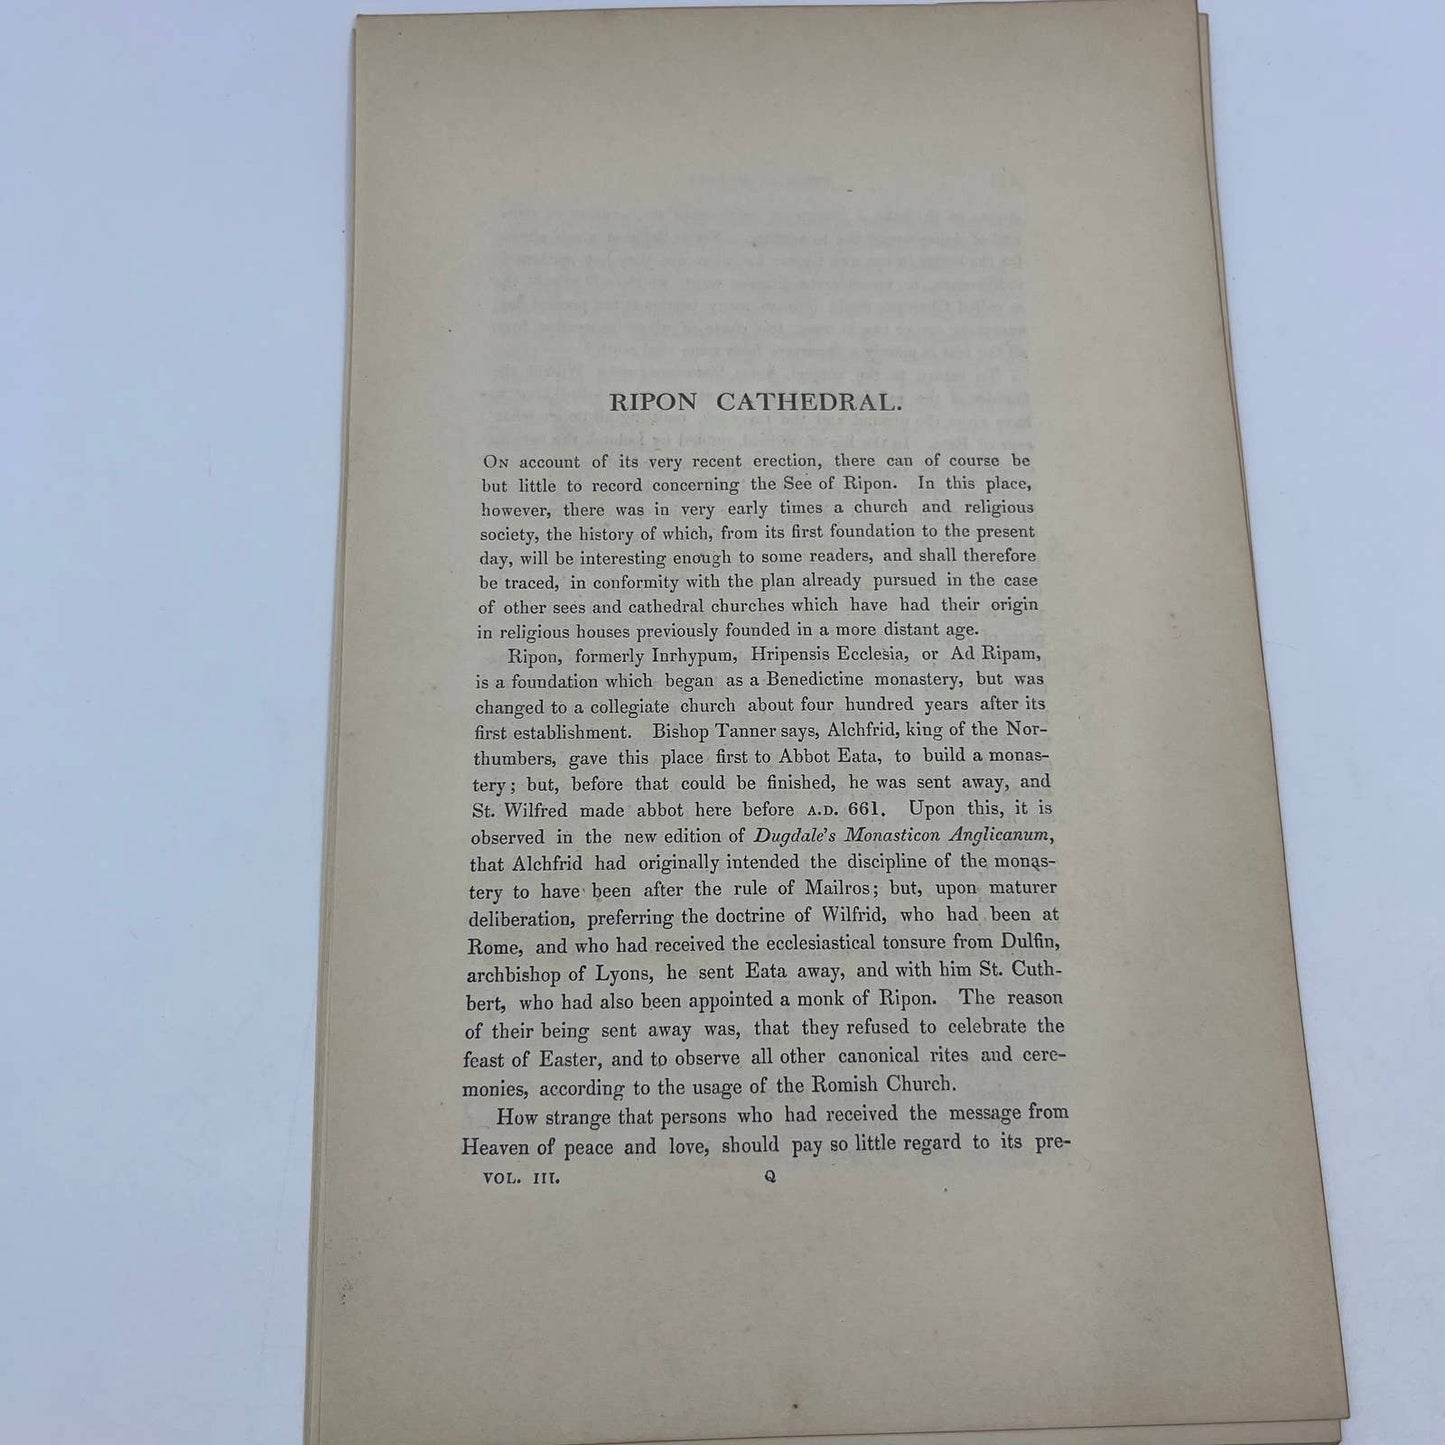 RIPON CATHEDRAL.
ON account of its very recent erection, there can of course be
but little to record concerning the See of Ripon. In this place,
however, there was in very early times a church and religious
society, the history of which, from its first foundation to the present
day, will be interesting enough to some readers, and shall therefore
be traced, in conformity with the plan already pursued in the case
of other sees and cathedral churches which have had their origin
in religious houses previously founded in a more distant age.
Ripon, formerly Inrhypum, Hripensis Ecclesia, or Ad Ripam,
is a foundation which began as a Benedictine monastery, but was
changed to a collegiate church about four hundred years after its
first establishment. Bishop Tanner says, Alchfrid, king of the Nor-
thumbers, gave this place first to Abbot Eata, to build a monas-
tery; but, before that could be finished, he was sent away, and
St. Wilfred made abbot here before A.D. 661. Upon this, it is
observed in the new edition of Dugdale's Monasticon Anglicanum,
that Alchfrid had originally intended the discipline of the monas-
tery to have been after the rule of Mailros; but, upon maturer
deliberation, preferring the doctrine of Wilfrid, who had been at
Rome, and who had received the ecclesiastical tonsure from Dulfin,
archbishop of Lyons, he sent Eata away, and with him St. Cuth-
bert, who had also been appointed a monk of Ripon. The reason
of their being sent away was, that they refused to celebrate the
feast of Easter, and to observe all other canonical rites and cere-
monies, according to the usage of the Romish Church.
How strange that persons who had received the message from
Heaven of peace and love, should pay so little regard to its pre-
VOL. III. Q